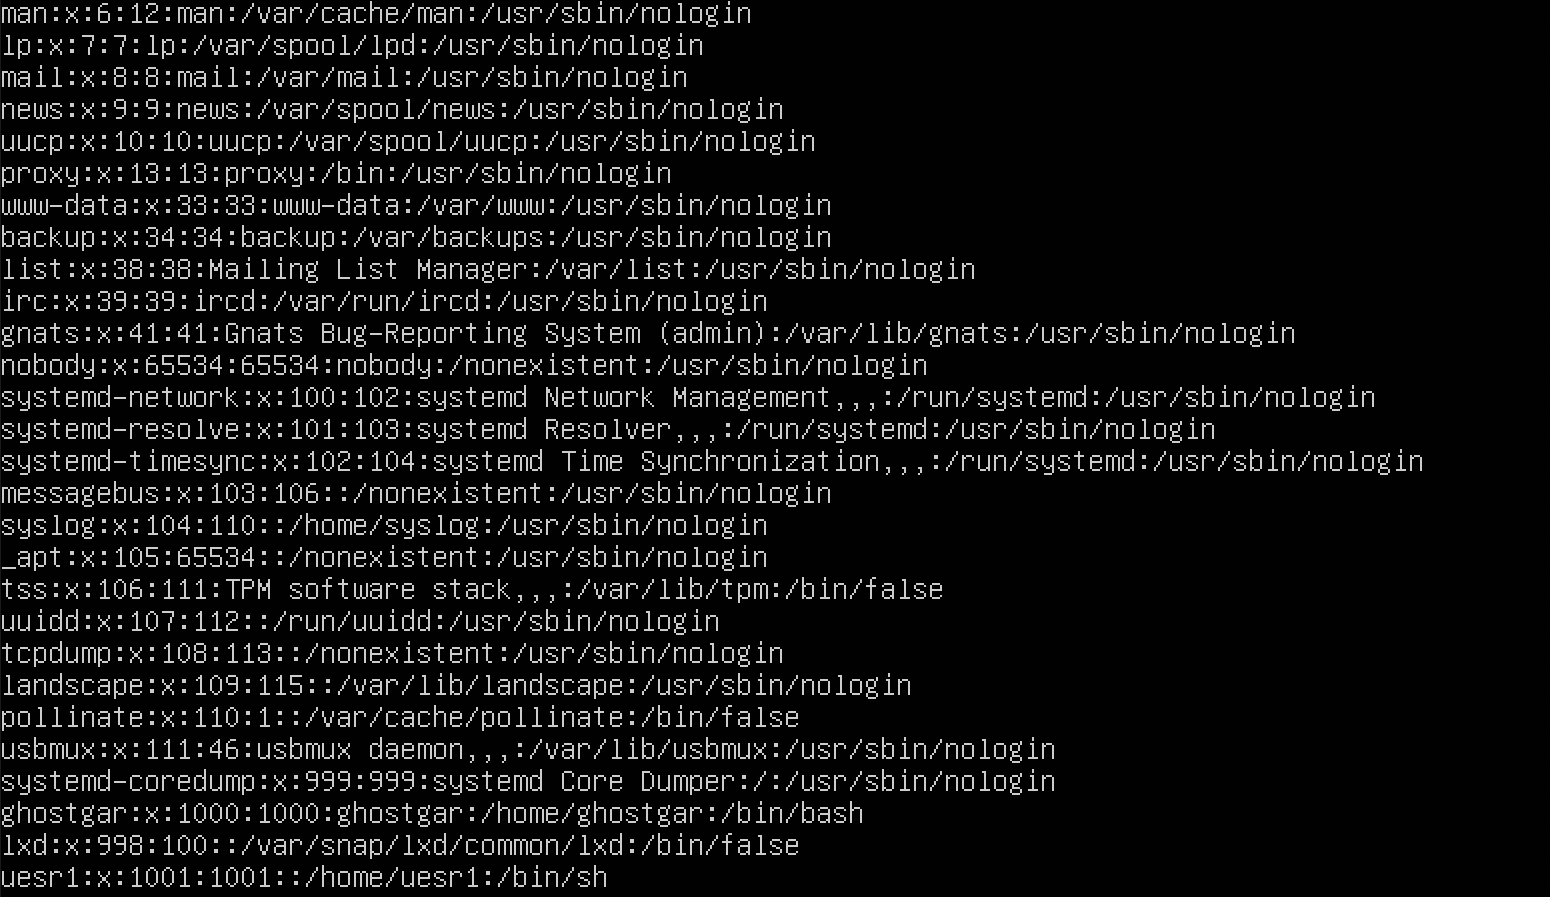 man:x:6:12:man:/var/cache/man:/usr/sbin/nologin
lp:x:7:7:lp:/var/spool/lpd:/usr/sbin/nologin
mail:x:8:8:mail:/var/mail:/usr/sbin/nologin
news:x:9:9:news:/var/spool/news:/usr/sbin/nologin
uucp:x:10:10:uucp:/var/spool/uucp:/usr/sbin/nologin
proxy:x:13:13:proxy:/bin:/usr/sbin/nologin
www-data:x:33:33:www-data:/var/www:/usr/sbin/nologin
backup:x:34:34:backup:/var/backups:/usr/sbin/nologin
list:x:38:38:Mailing List Manager:/var/list:/usr/sbin/nologin
irc:x:39:39:ircd:/var/run/ircd:/usr/sbin/nologin
gnats:x:41:41:Gnats Bug-Reporting System (admin):/var/lib/gnats:/usr/sbin/nologin
nobody:x:65534:65534:nobody:/nonexistent:/usr/sbin/nologin
systemd-network:x:100:102:systemd Network Management,,,:/run/systemd:/usr/sbin/nologin
systemd-resolve:x:101:103:systemd Resolver,,,:/run/systemd:/usr/sbin/nologin
systemd-timesync:x:102:104:systemd Time Synchronization,,,:/run/systemd:/usr/sbin/nologin
messagebus:x:103:106::/nonexistent:/usr/sbin/nologin
syslog:x:104:110::/home/syslog:/usr/sbin/nologin
_apt:x:105:65534::/nonexistent:/usr/sbin/nologin
tss:x:106:111:TPM software stack,,,:/var/lib/tpm:/bin/false
uuidd:x:107:112::/run/uuidd:/usr/sbin/nologin
tcpdump:x:108:113::/nonexistent:/usr/sbin/nologin
landscape:x:109:115::/var/lib/landscape:/usr/sbin/nologin
pollinate:x:110:1::/var/cache/pollinate:/bin/false
usbmux:x:111:46:usbmux daemon,,,:/var/lib/usbmux:/usr/sbin/nologin
systemd-coredump:x:999:999:systemd Core Dumper:/:/usr/sbin/nologin
ghostgar:x:1000:1000:ghostgar:/home/ghostgar:/bin/bash
lxd:x:998:100::/var/snap/lxd/common/lxd:/bin/false
uesr1:x:1001:1001::/home/uesr1:/bin/sh